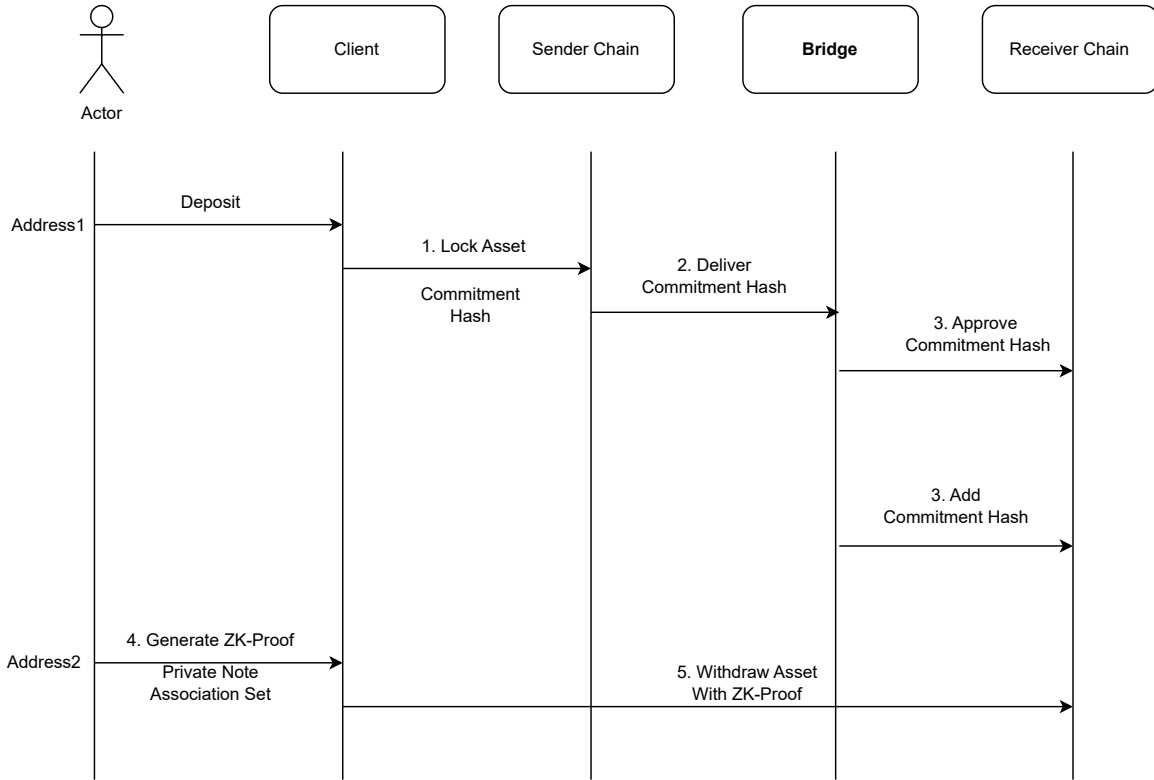 Client
Sender Chain
Bridge
Receiver Chain
Actor
Deposit
Address1
1. Lock Asset
Commitment
Hash
2. Deliver
Commitment Hash
3. Approve
Commitment Hash
3. Add
Commitment Hash
4. Generate ZK-Proof
Address2
Private Note
Association Set
5. Withdraw Asset
With ZK-Proof